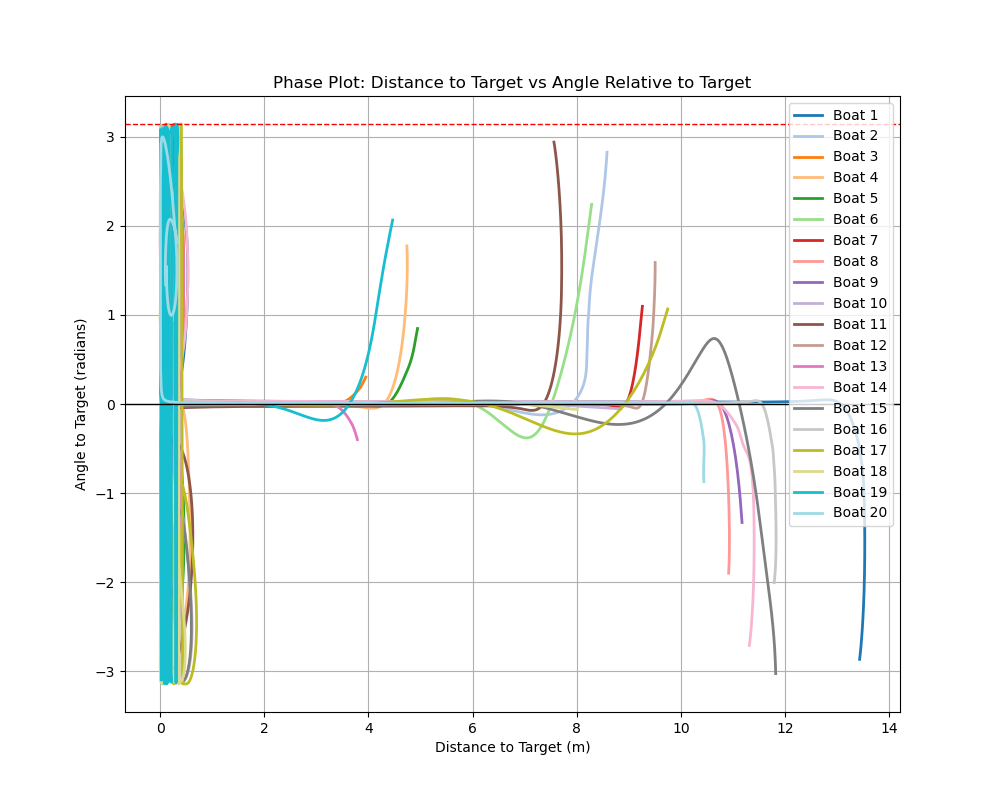 Phase Plot: Distance to Target vs Angle Relative to Target
Angle to Target (radians)
3
2
1
0
−1
−2
−3
0
2
4
6
8
10
12
14
Distance to Target (m)
Boat 1
Boat 2
Boat 3
Boat 4
Boat 5
Boat 6
Boat 7
Boat 8
Boat 9
Boat 10
Boat 11
Boat 12
Boat 13
Boat 14
Boat 15
Boat 16
Boat 17
Boat 18
Boat 19
Boat 20